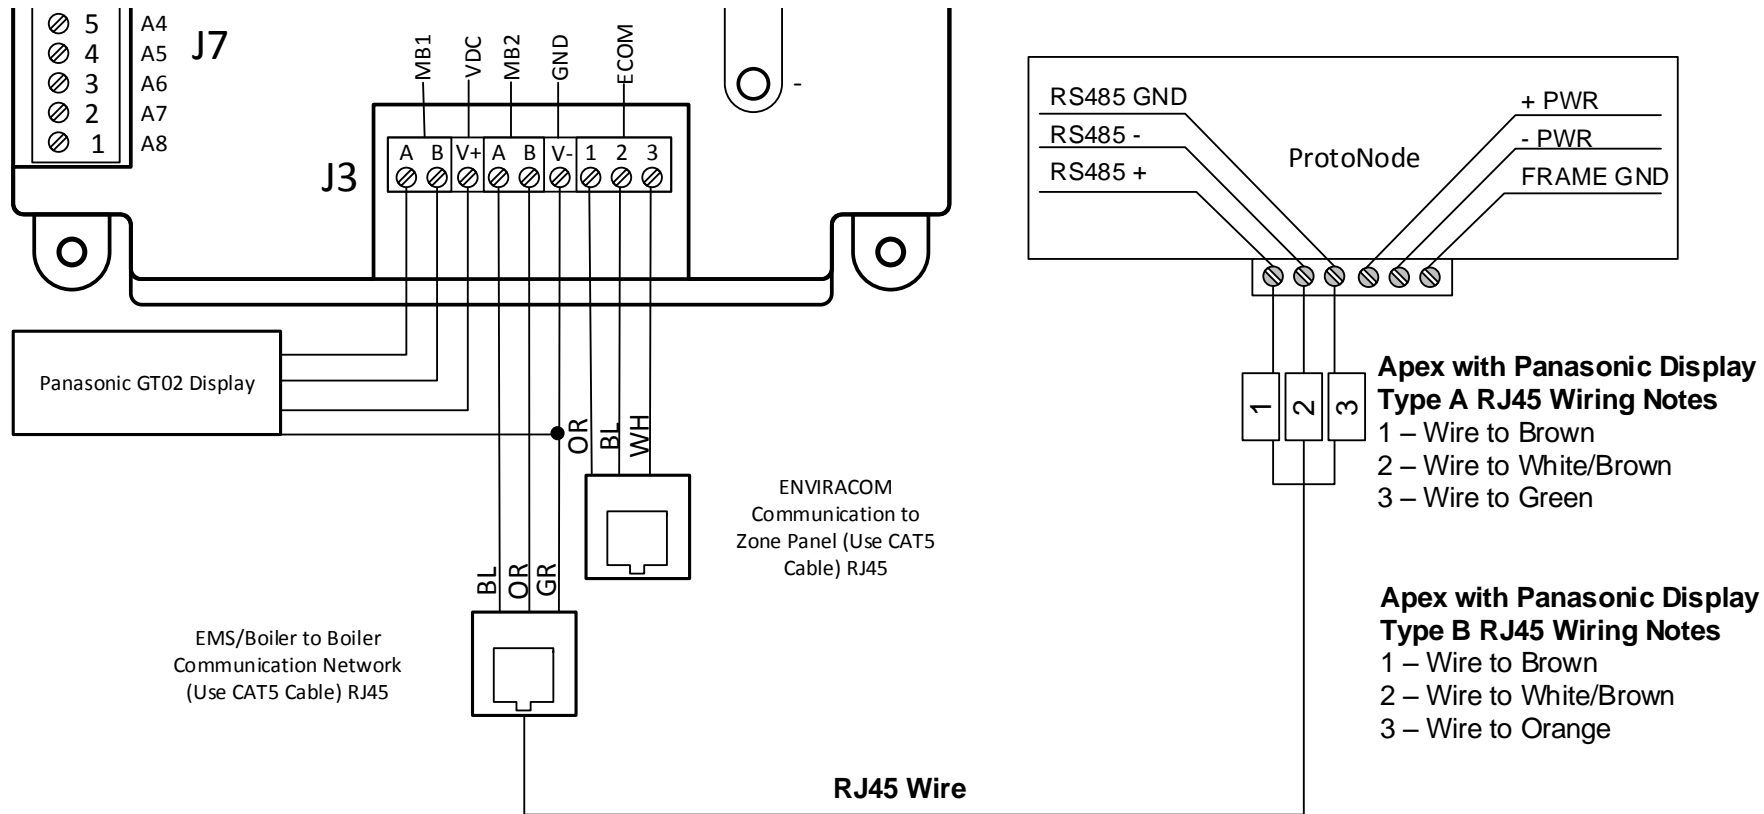 5 A4
4 A5
3 A6
2 A7
1 A8
J7
MB1
VDC
MB2
GND
ECOM
-
J3
A B V+ A B V- 1 2 3
RS485 GND
RS485 -
RS485 +
ProtoNode
+ PWR
- PWR
FRAME GND
Panasonic GT02 Display
OR
BL
WH
BL
OR
GR
ENVIRACOM
Communication to
Zone Panel (Use CAT5
Cable) RJ45
EMS/Boiler to Boiler
Communication Network
(Use CAT5 Cable) RJ45
1
2
3
Apex with Panasonic Display
Type A RJ45 Wiring Notes
1 – Wire to Brown
2 – Wire to White/Brown
3 – Wire to Green
Apex with Panasonic Display
Type B RJ45 Wiring Notes
1 – Wire to Brown
2 – Wire to White/Brown
3 – Wire to Orange
RJ45 Wire